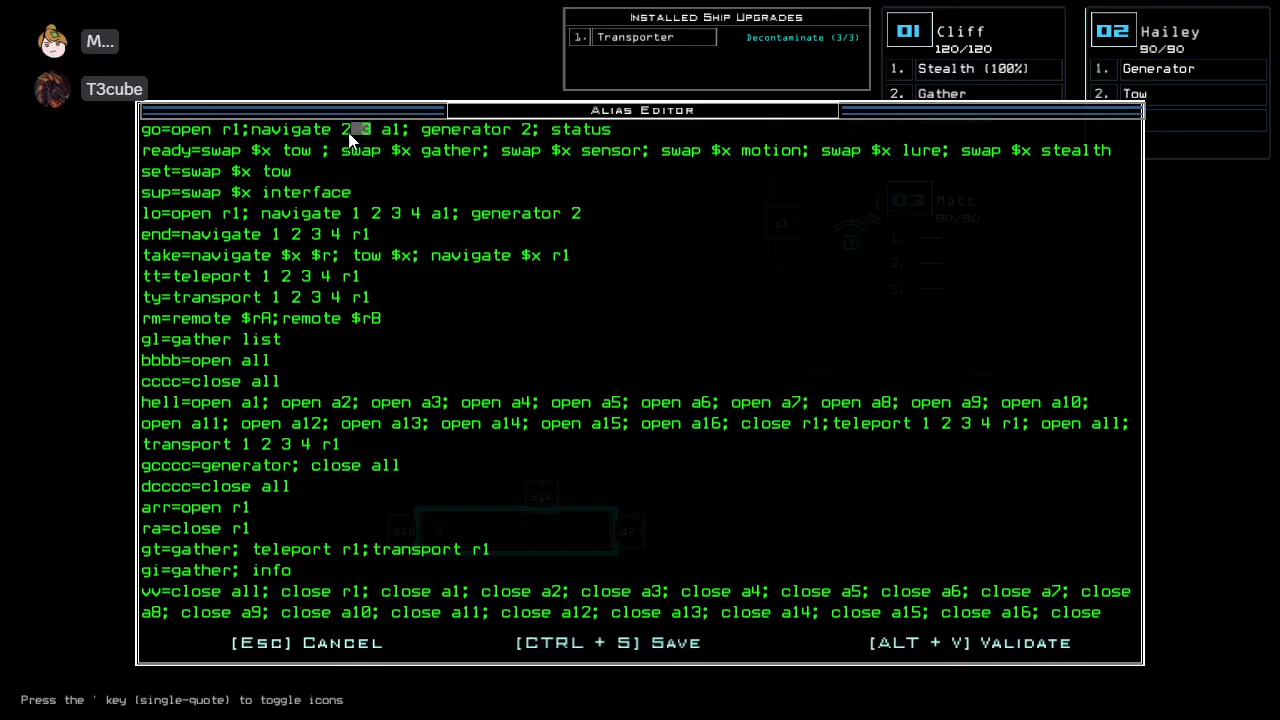 M...
T3cube
Installed Ship Upgrades
1. Transporter Decontaminate (3/3)
01 Cliff
120/120
1. Stealth (100%)
2. Gather
02 Hailey
90/90
1. Generator
2. Tow
Alias Editor
go=open r1;navigate 2 3 a1; generator 2; status
ready=swap $x tow ; swap $x gather; swap $x sensor; swap $x motion; swap $x lure; swap $x stealth
set=swap $x tow
sup=swap $x interface
lo=open r1; navigate 1 2 3 4 a1; generator 2
end=navigate 1 2 3 4 r1
take=navigate $x $r; tow $x; navigate $x r1
tt=teleport 1 2 3 4 r1
ty=transport 1 2 3 4 r1
rm=remote $rA;remote $rB
gl=gather list
bbbb=open all
cccc=close all
hell=open a1; open a2; open a3; open a4; open a5; open a6; open a7; open a8; open a9; open a10;
open a11; open a12; open a13; open a14; open a15; open a16; close r1;teleport 1 2 3 4 r1; open all;
transport 1 2 3 4 r1
gcccc=generator; close all
dcccc=close all
arr=open r1
ra=close r1
gt=gather; teleport r1;transport r1
gi=gather; info
vv=close all; close r1; close a1; close a2; close a3; close a4; close a5; close a6; close a7; close
a8; close a9; close a10; close a11; close a12; close a13; close a14; close a15; close a16; close
03 Matt
90/90
1.
2.
3.
a1
d14
d10
d7
[Esc] Cancel
[CTRL + S] Save
[ALT + V] Validate
Press the ' key (single-quote) to toggle icons